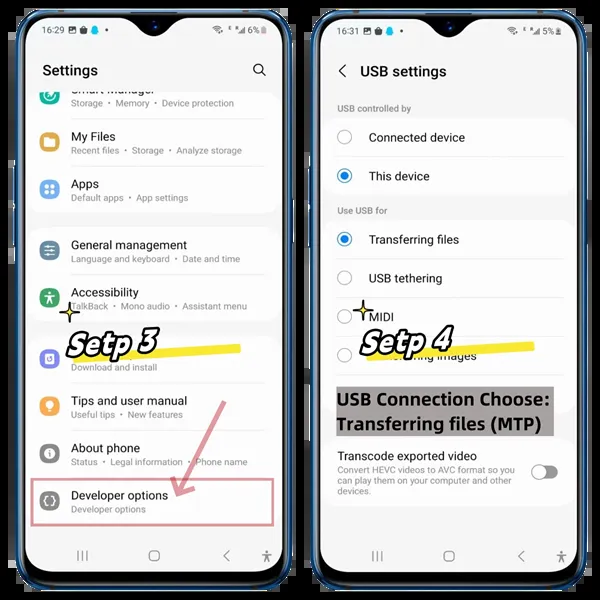 16:29
6%
Settings
Smart Manager
Storage • Memory • Device protection
My Files
Recent files • Storage • Analyze storage
Apps
Default apps • App settings
General management
Language and keyboard • Date and time
Accessibility
TalkBack • Mono audio • Assistant menu
Setp 3
Download and install
Tips and user manual
Useful tips • New features
About phone
Status • Legal information • Phone name
Developer options
Developer options
16:31
5%
USB settings
USB controlled by
Connected device
This device
Use USB for
Transferring files
USB tethering
MIDI
Setp 4
images
USB Connection Choose:
Transferring files (MTP)
Transcode exported video
Convert HEVC videos to AVC format so you
can play them on your computer and other
devices.